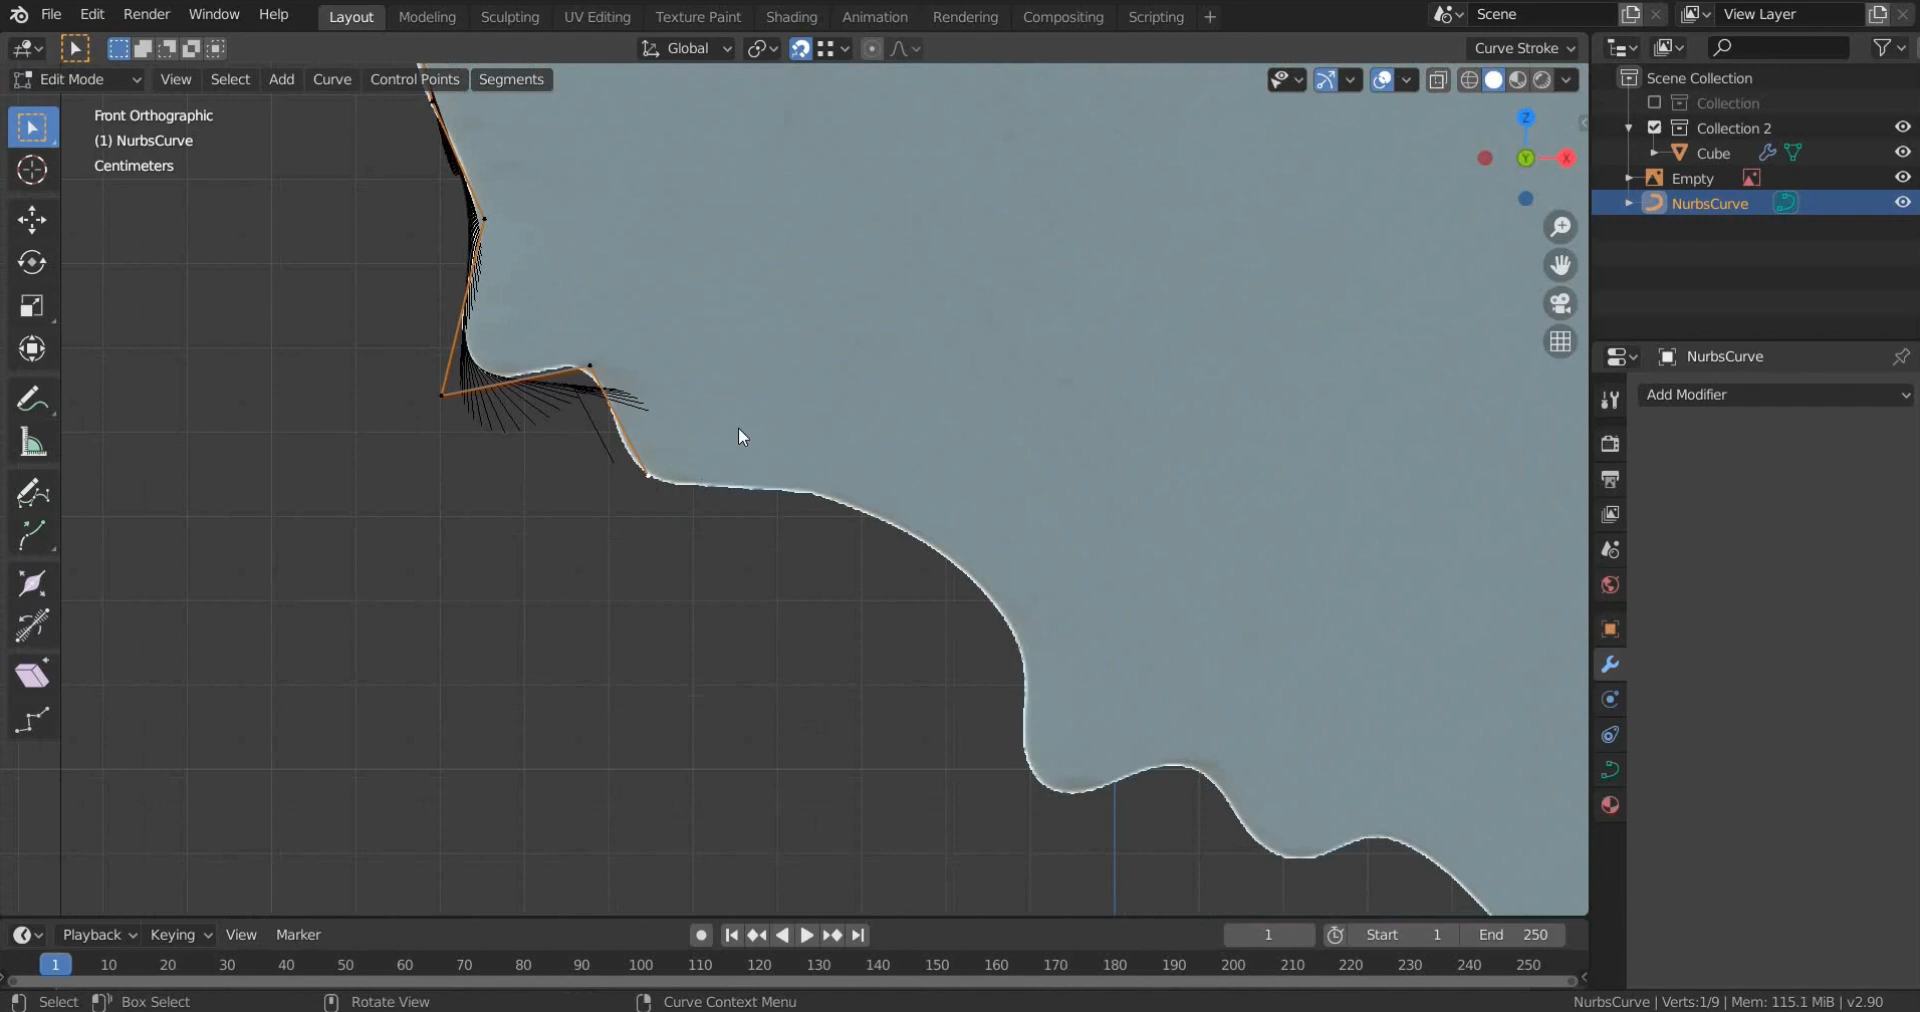 File Edit Render Window Help Layout Modeling Sculpting UV Editing Texture Paint Shading Animation Rendering Compositing Scripting + Scene View Layer
Global Curve Stroke
Edit Mode View Select Add Curve Control Points Segments
Front Orthographic
(1) NurbsCurve
Centimeters
Z
Y
X
Scene Collection
Collection
Collection 2
Cube
Empty
NurbsCurve
NurbsCurve
Add Modifier
Playback Keying View Marker 1 Start 1 End 250
1 10 20 30 40 50 60 70 80 90 100 110 120 130 140 150 160 170 180 190 200 210 220 230 240 250
Select Box Select Rotate View Curve Context Menu NurbsCurve | Verts:1/9 | Mem: 115.1 MiB | v2.90